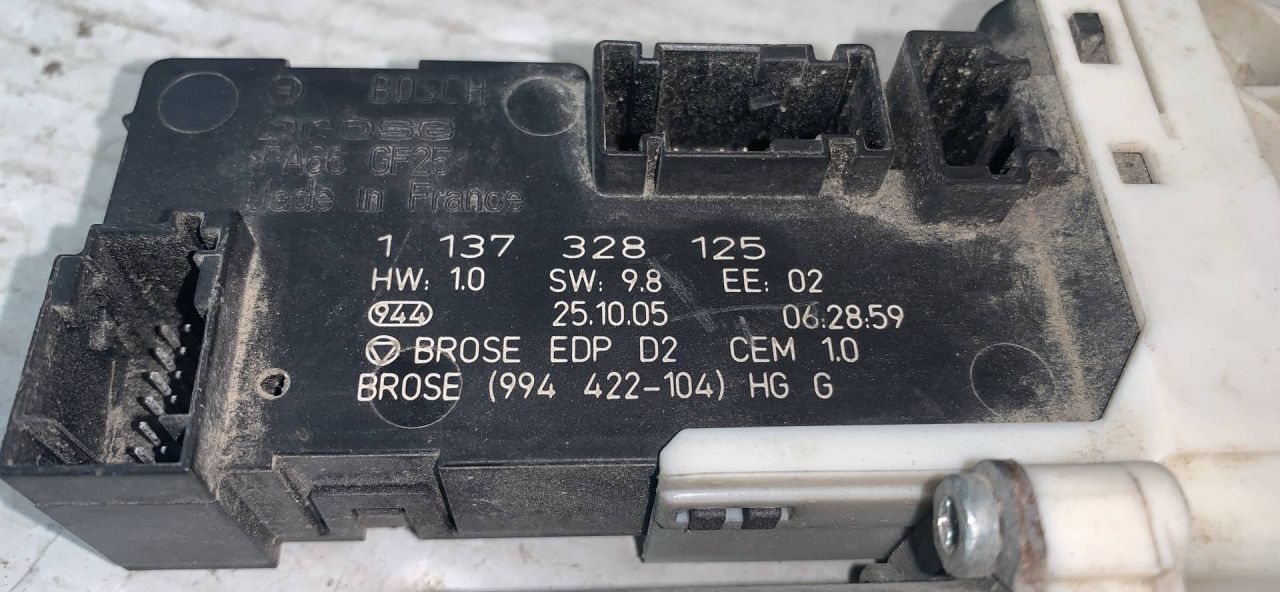 BOSCH
brose
PA66 GF25
Made in France
1 137 328 125
HW: 1.0 SW: 9.8 EE: 02
944 25.10.05 06:28:59
BROSE EDP D2 CEM 1.0
BROSE (994 422-104) HG G